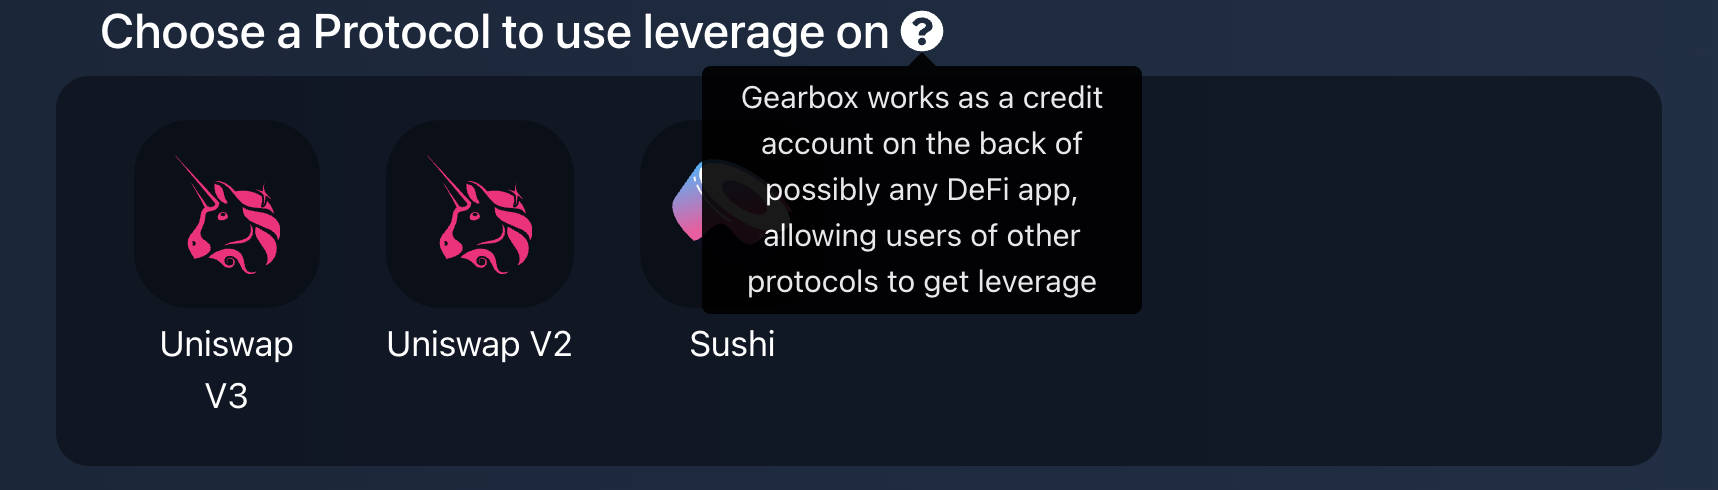 Choose a Protocol to use leverage on ?
Gearbox works as a credit
account on the back of
possibly any DeFi app,
allowing users of other
protocols to get leverage
Uniswap
V3
Uniswap V2
Sushi